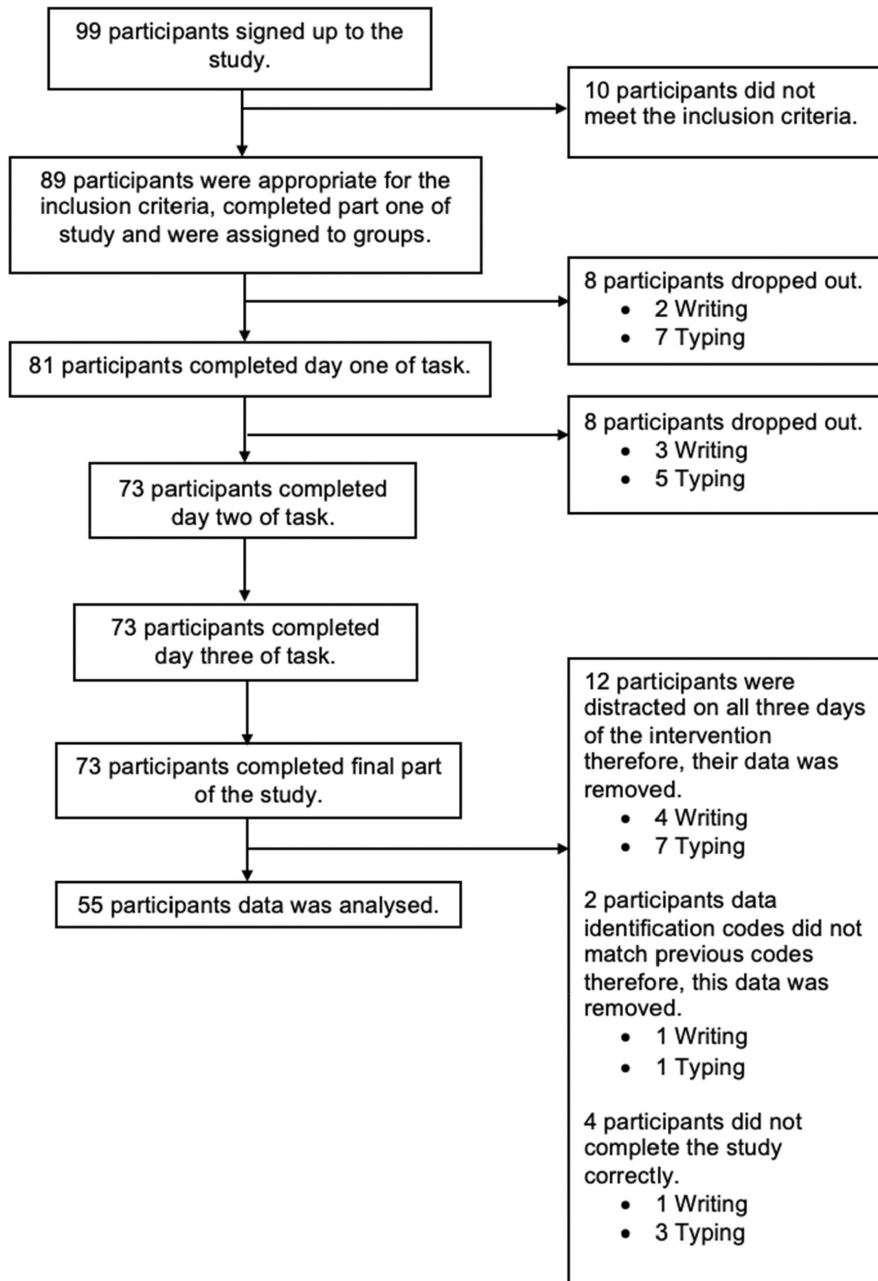 99 participants signed up to the
study.
10 participants did not
meet the inclusion criteria.
89 participants were appropriate for the
inclusion criteria, completed part one of
study and were assigned to groups.
8 participants dropped out.
• 2 Writing
• 7 Typing
81 participants completed day one of task.
8 participants dropped out.
• 3 Writing
• 5 Typing
73 participants completed
day two of task.
73 participants completed
day three of task.
12 participants were
distracted on all three days
of the intervention
therefore, their data was
removed.
• 4 Writing
• 7 Typing
2 participants data
identification codes did not
match previous codes
therefore, this data was
removed.
• 1 Writing
• 1 Typing
4 participants did not
complete the study
correctly.
• 1 Writing
• 3 Typing
73 participants completed final part
of the study.
55 participants data was analysed.